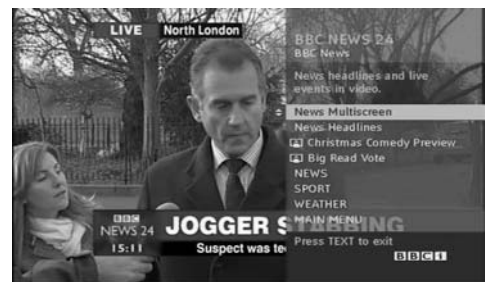 LIVE North London
BBC NEWS 24
BBC News
News headlines and live
events in video.
News Multiscreen
News Headlines
Christmas Comedy Preview
Big Read Vote
NEWS
SPORT
WEATHER
MAIN MENU
Press TEXT to exit
BBCi
BBC
NEWS 24
15:11
JOGGER STABBING
Suspect was